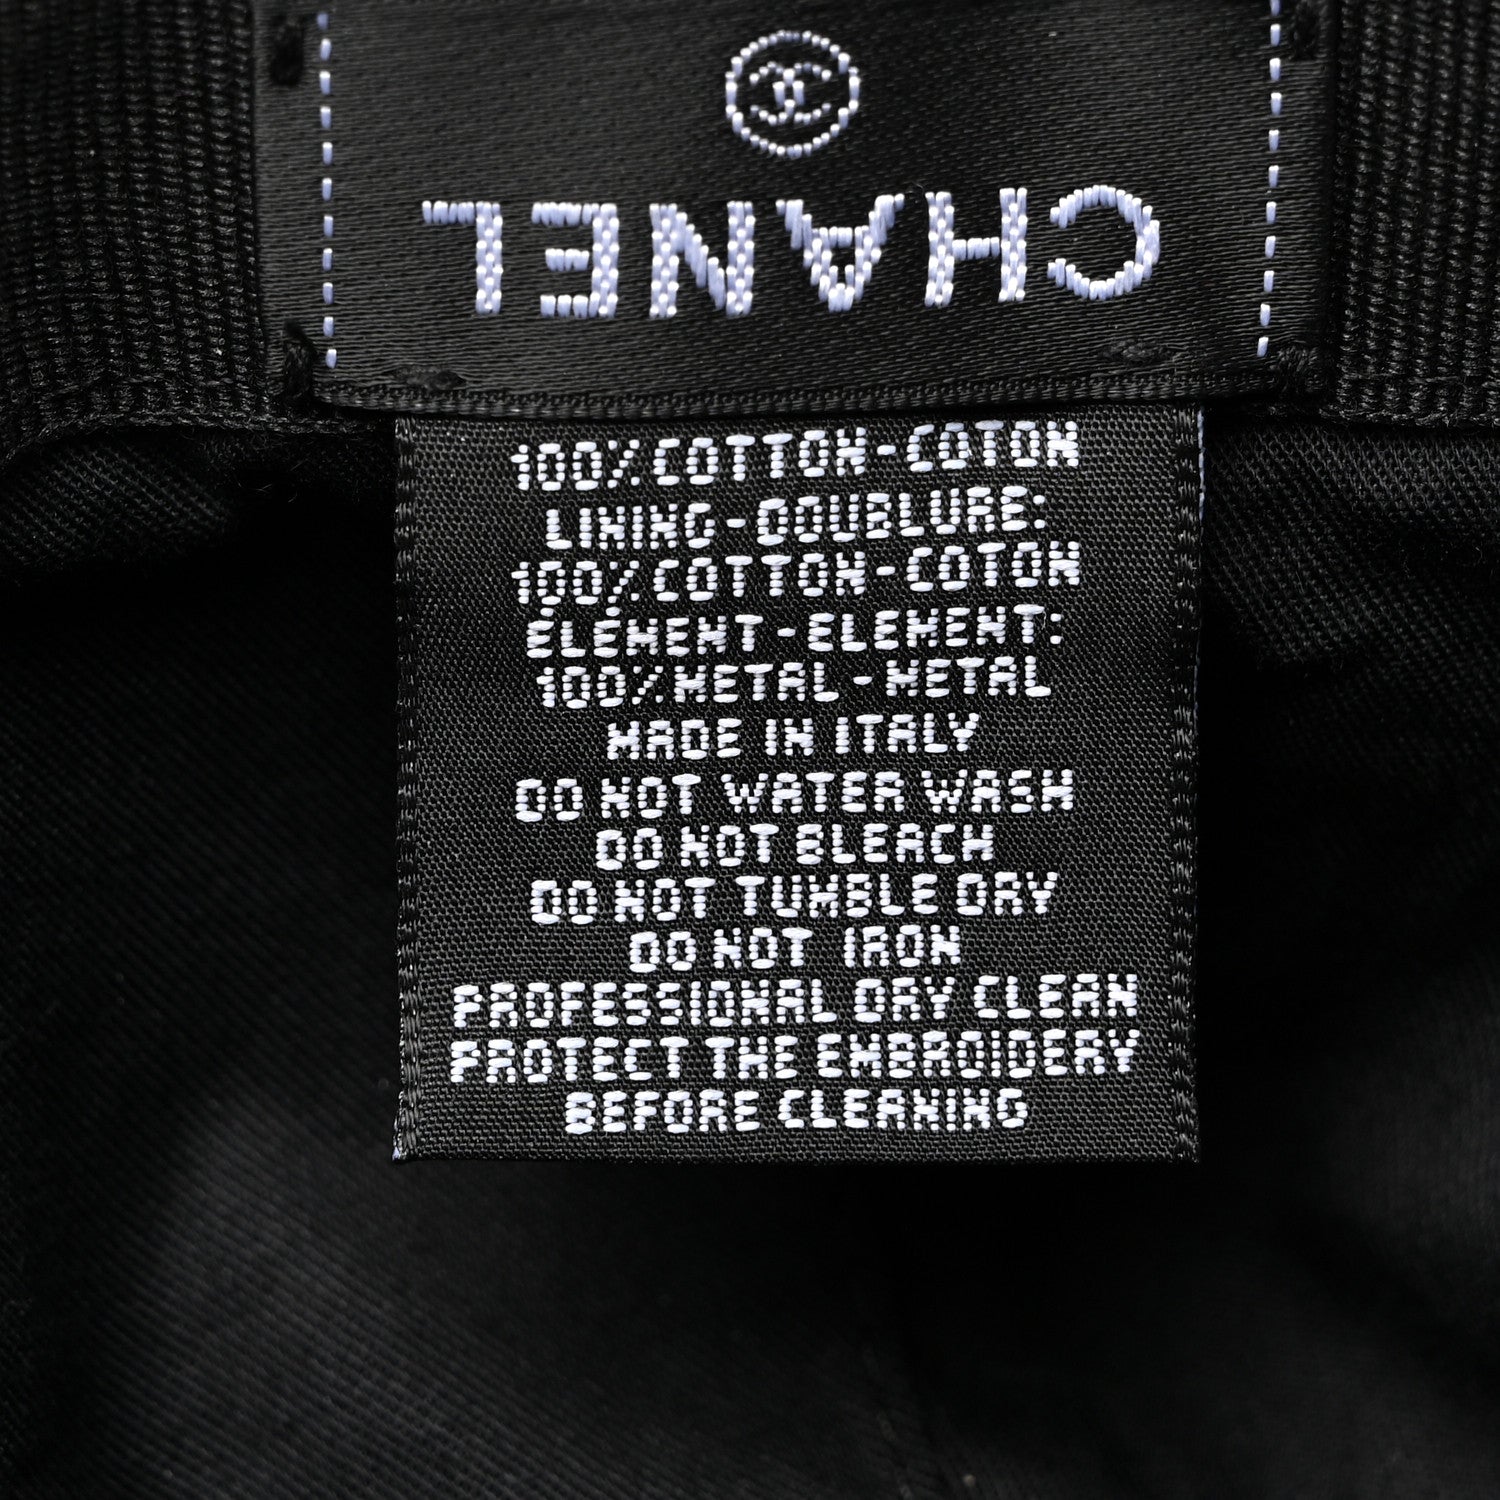 CHANEL
100% COTTON - COTON
LINING - DOUBLURE:
100% COTTON - COTON
ÉLÉMENT - ELEMENT:
100% METAL - METAL
MADE IN ITALY
DO NOT WATER WASH
DO NOT BLEACH
DO NOT TUMBLE DRY
DO NOT IRON
PROFESSIONAL DRY CLEAN
PROTECT THE EMBROIDERY
BEFORE CLEANING